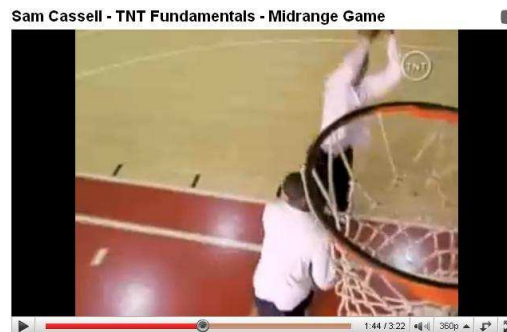 Sam Cassell - TNT Fundamentals - Midrange Game
TNT
1:44 / 3:22 360p